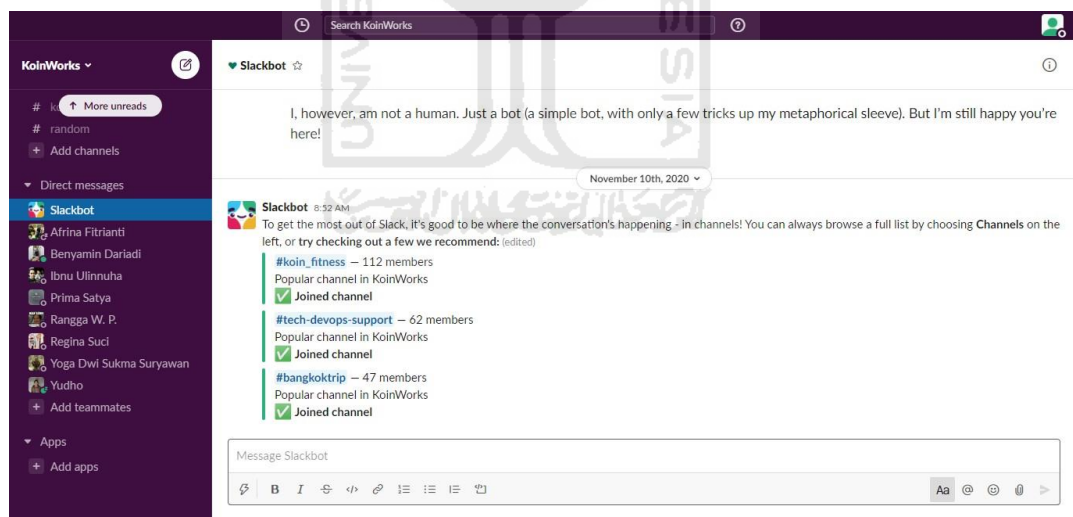 Search KoinWorks
KoinWorks
More unreads
# random
+ Add channels
Direct messages
Slackbot
Afrina Fitrianti
Benyamin Dariadi
Ibnu Ulinnuha
Prima Satya
Rangga W. P.
Regina Suci
Yoga Dwi Sukma Suryawan
Yudho
+ Add teammates
Apps
+ Add apps
Slackbot
I, however, am not a human. Just a bot (a simple bot, with only a few tricks up my metaphorical sleeve). But I'm still happy you're
here!
November 10th, 2020
Slackbot 8:52 AM
To get the most out of Slack, it's good to be where the conversation's happening - in channels! You can always browse a full list by choosing Channels on the
left, or try checking out a few we recommend: (edited)
#koin_fitness — 112 members
Popular channel in KoinWorks
Joined channel
#tech-devops-support — 62 members
Popular channel in KoinWorks
Joined channel
#bangkoktrip — 47 members
Popular channel in KoinWorks
Joined channel
Message Slackbot
B I S
Aa @